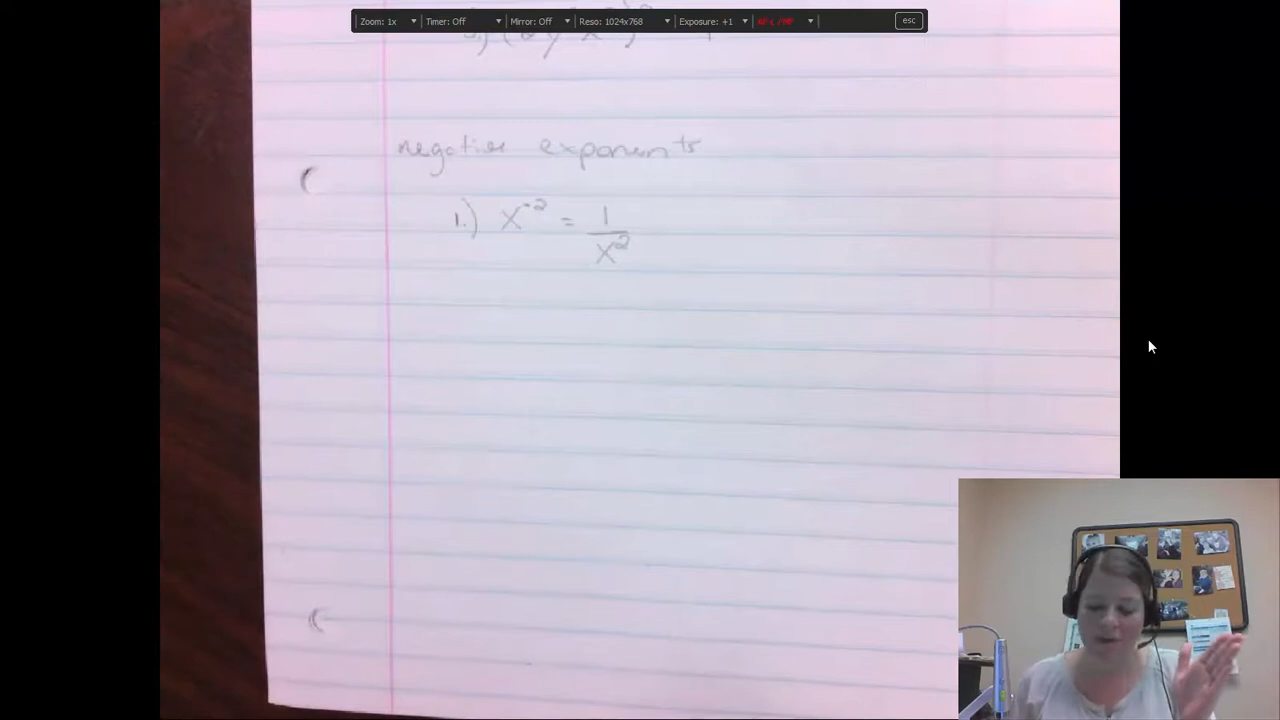 Zoom: 1x Timer: Off Mirror: Off Reso: 1024x768 Exposure: +1 esc
negative exponents
1.) x⁻² = 1/x²